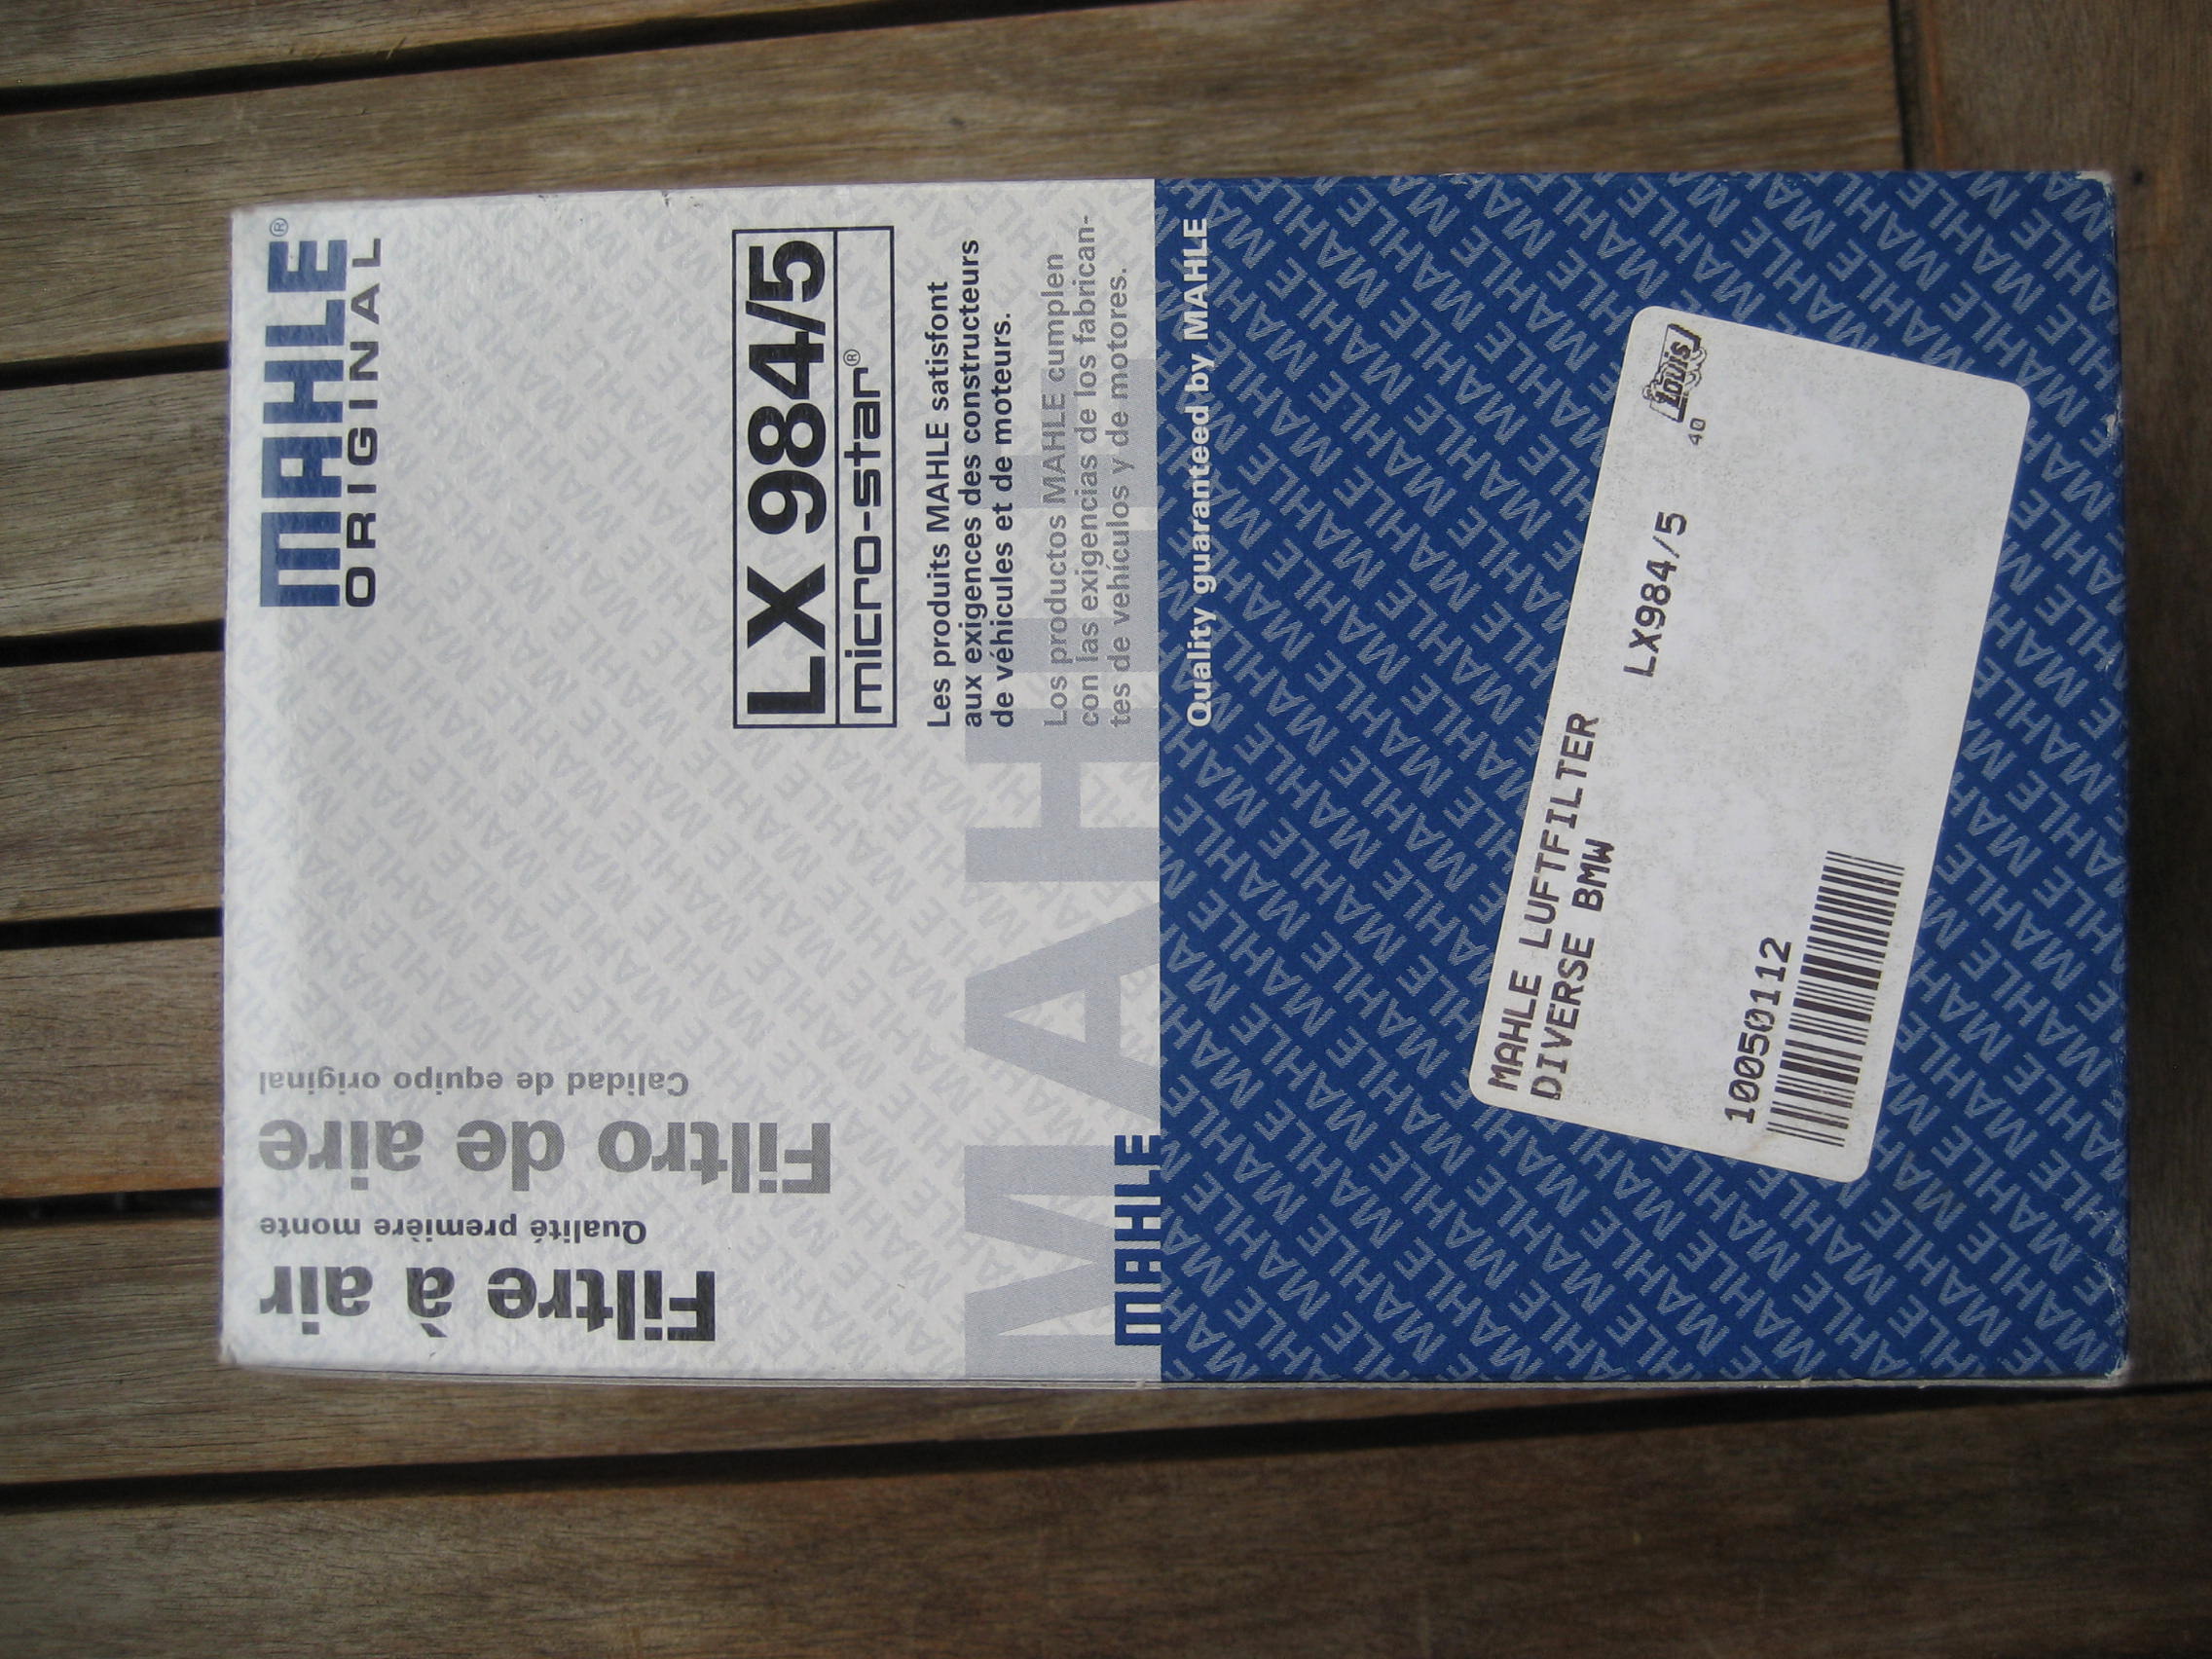 MAHLE®
ORIGINAL
LX 984/5
micro-star®
Les produits MAHLE satisfont
aux exigences des constructeurs
de véhicules et de moteurs.
Los productos MAHLE cumplen
con las exigencias de los fabrican-
tes de vehículos y de motores.
Filtre à air
Qualité première monte
Filtro de aire
Calidad de equipo original
MAHLE
MAHLE
Quality guaranteed by MAHLE
MAHLE LUFTFILTER
DIVERSE BMW
LX984/5
10050112
Louis
40